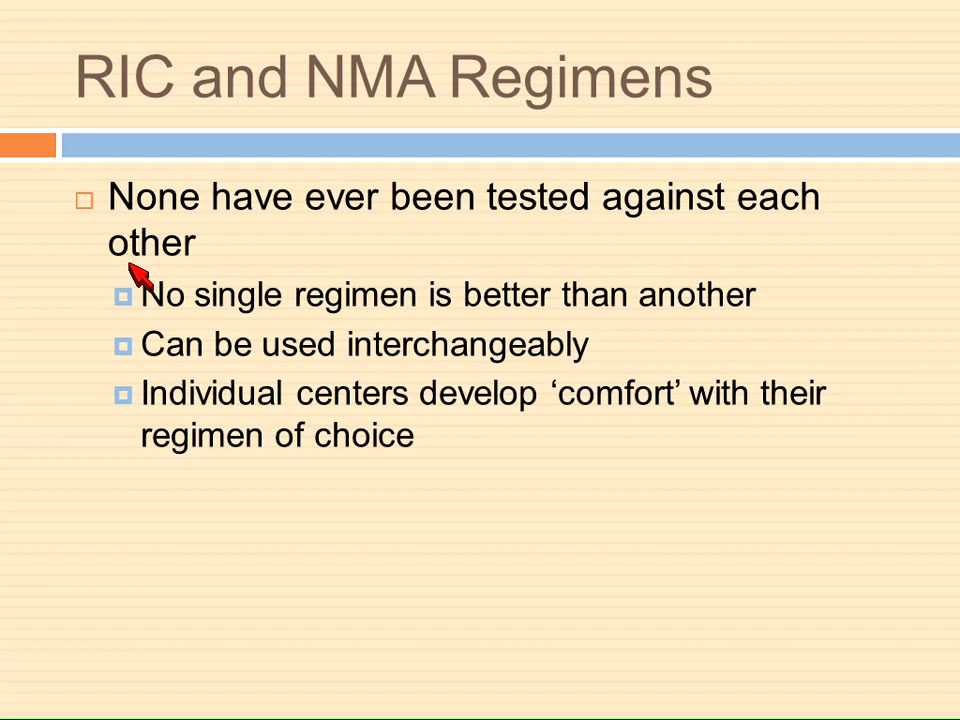 RIC and NMA Regimens
None have ever been tested against each
other
No single regimen is better than another
Can be used interchangeably
Individual centers develop ‘comfort’ with their
regimen of choice